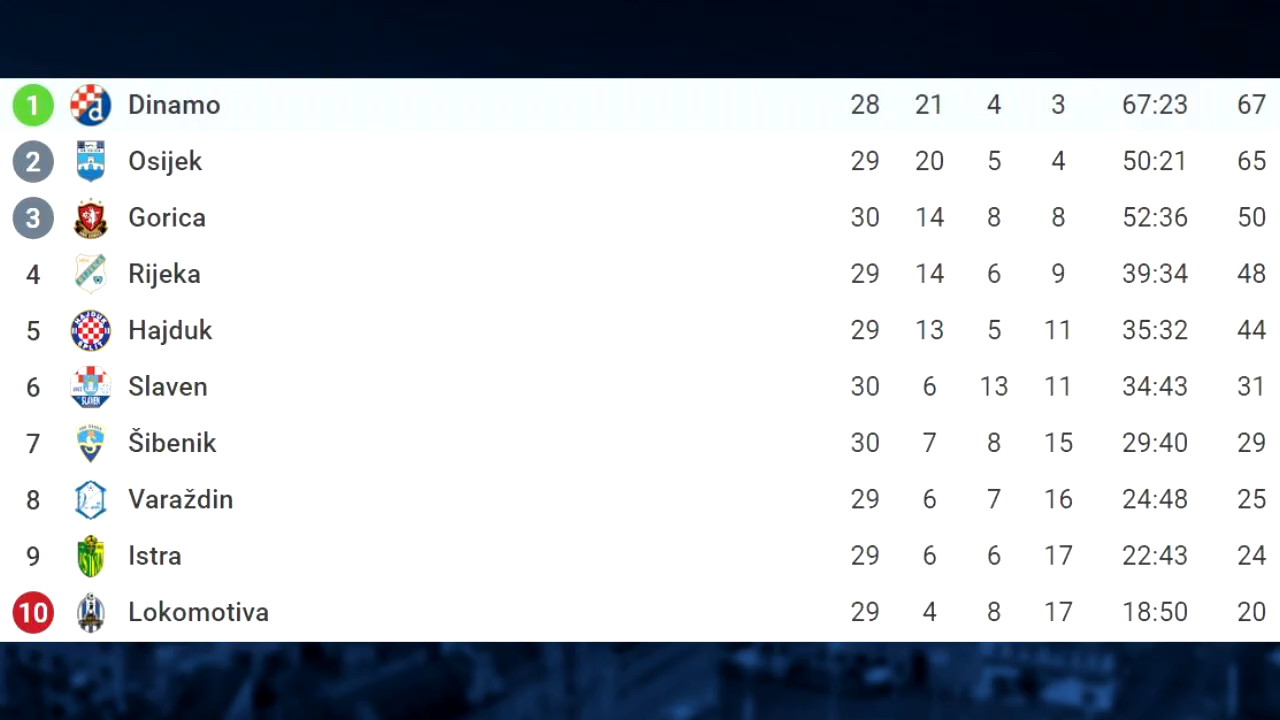 1 Dinamo 28 21 4 3 67:23 67
2 Osijek 29 20 5 4 50:21 65
3 Gorica 30 14 8 8 52:36 50
4 Rijeka 29 14 6 9 39:34 48
5 Hajduk 29 13 5 11 35:32 44
6 Slaven 30 6 13 11 34:43 31
7 Šibenik 30 7 8 15 29:40 29
8 Varaždin 29 6 7 16 24:48 25
9 Istra 29 6 6 17 22:43 24
10 Lokomotiva 29 4 8 17 18:50 20